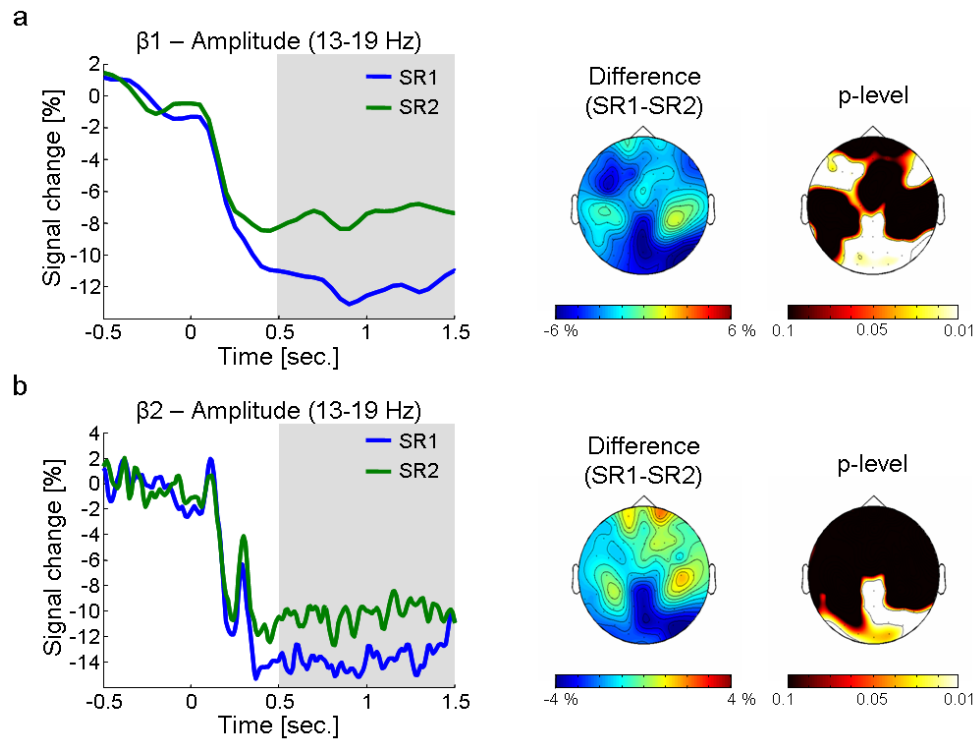 a
β1 – Amplitude (13-19 Hz)
Signal change [%]
2
0
-2
-4
-6
-8
-10
-12
SR1
SR2
-0.5
0
0.5
1
1.5
Time [sec.]
Difference
(SR1-SR2)
-6 %
6 %
p-level
0.1
0.05
0.01
b
β2 – Amplitude (13-19 Hz)
Signal change [%]
4
2
0
-2
-4
-6
-8
-10
-12
-14
SR1
SR2
-0.5
0
0.5
1
1.5
Time [sec.]
Difference
(SR1-SR2)
-4 %
4 %
p-level
0.1
0.05
0.01